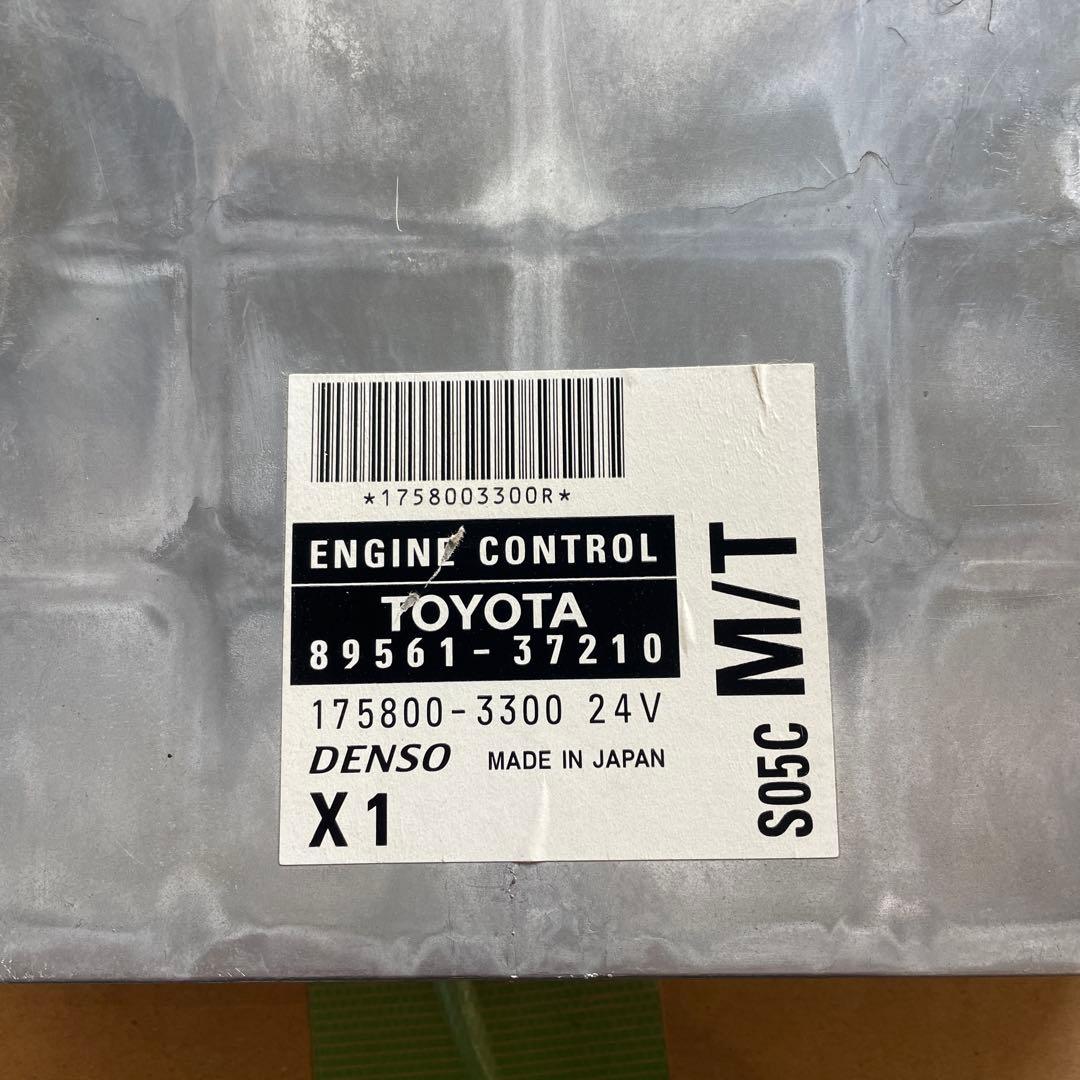 *1758003300R*
ENGINE CONTROL
TOYOTA
89561-37210
175800-3300 24V
DENSO MADE IN JAPAN
X1
S05C M/T